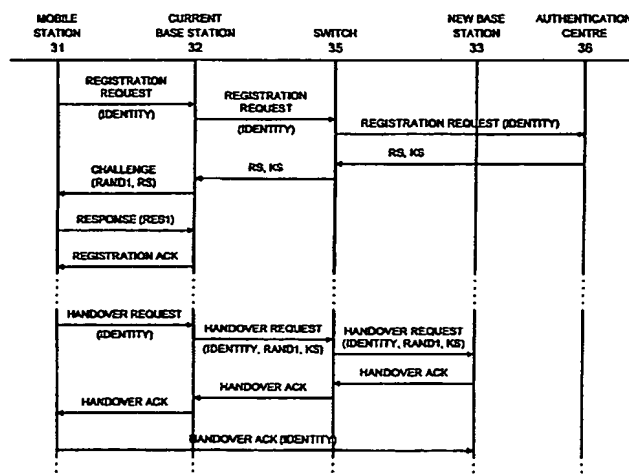 MOBILE STATION 31
CURRENT BASE STATION 32
SWITCH 35
NEW BASE STATION 33
AUTHENTICATION CENTRE 36
REGISTRATION REQUEST
(IDENTITY)
REGISTRATION REQUEST
(IDENTITY)
REGISTRATION REQUEST (IDENTITY)
RS, KS
RS, KS
CHALLENGE (RAND1, RS)
RESPONSE (RES1)
REGISTRATION ACK
HANDOVER REQUEST
(IDENTITY)
HANDOVER REQUEST
(IDENTITY, RAND1, KS)
HANDOVER REQUEST
(IDENTITY, RAND1, KS)
HANDOVER ACK
HANDOVER ACK
HANDOVER ACK
HANDOVER ACK (IDENTITY)